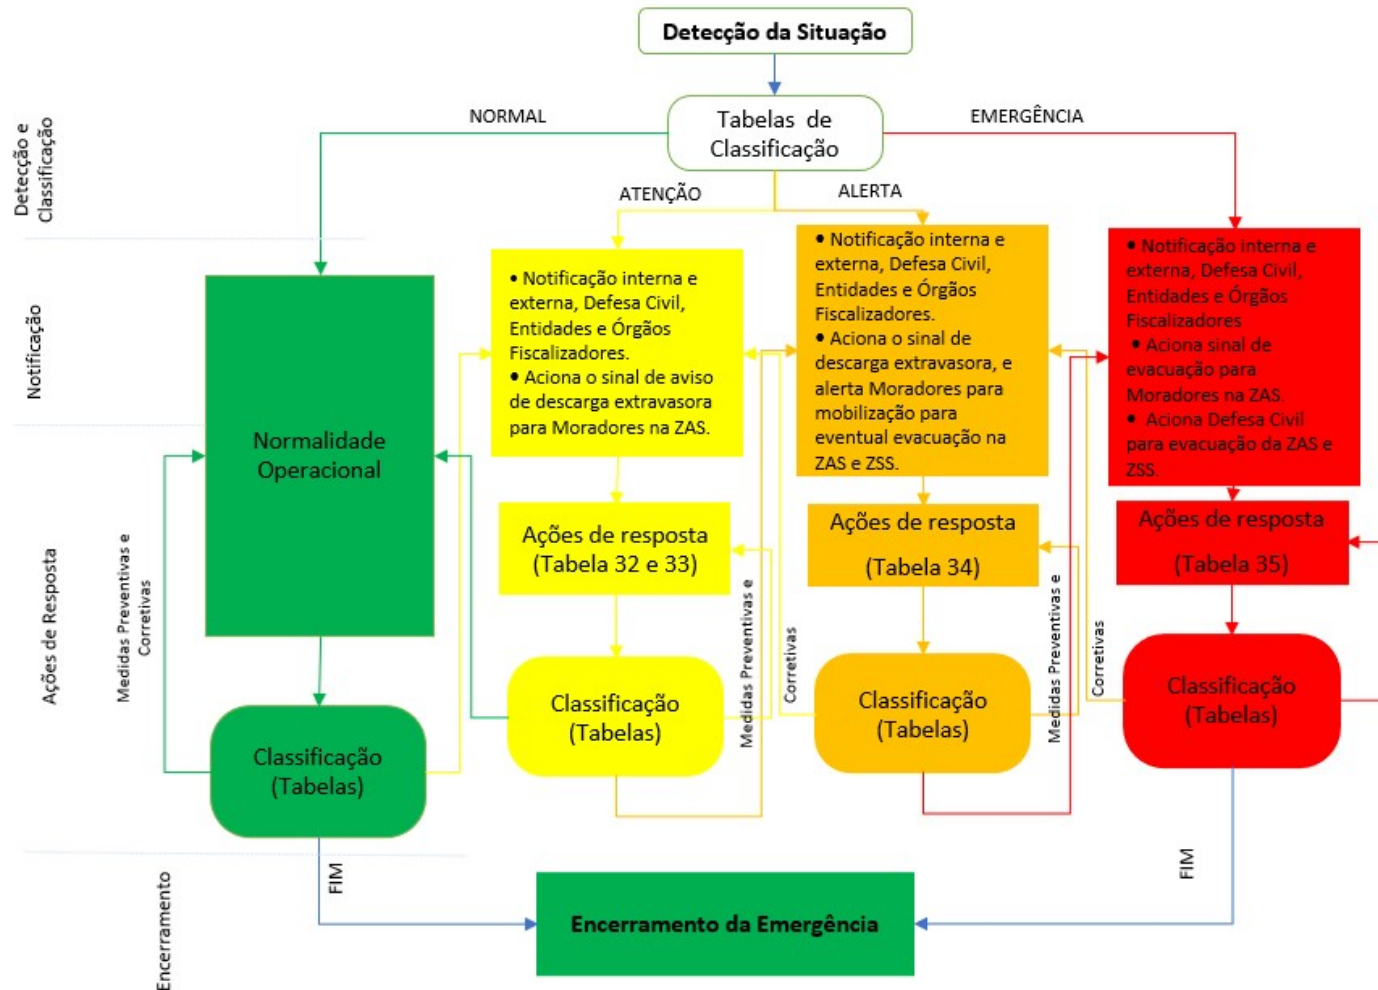 Detecção da Situação
Detecção e
Classificação
NORMAL
Tabelas de
Classificação
EMERGÊNCIA
ATENÇÃO
ALERTA
Notificação
Normalidade
Operacional
• Notificação interna e
externa, Defesa Civil,
Entidades e Órgãos
Fiscalizadores.
• Aciona o sinal de aviso
de descarga extravasora
para Moradores na ZAS.
• Notificação interna e
externa, Defesa Civil,
Entidades e Órgãos
Fiscalizadores.
• Aciona o sinal de
descarga extravasora, e
alerta Moradores para
mobilização para
eventual evacuação na
ZAS e ZSS.
• Notificação interna e
externa, Defesa Civil,
Entidades e Órgãos
Fiscalizadores
• Aciona sinal de
evacuação para
Moradores na ZAS.
• Aciona Defesa Civil
para evacuação da ZAS e
ZSS.
Ações de Resposta
Medidas Preventivas e
Corretivas
Ações de resposta
(Tabela 32 e 33)
Medidas Preventivas e
Corretivas
Ações de resposta
(Tabela 34)
Medidas Preventivas e
Corretivas
Ações de resposta
(Tabela 35)
Classificação
(Tabelas)
Classificação
(Tabelas)
Classificação
(Tabelas)
Classificação
(Tabelas)
Encerramento
FIM
FIM
Encerramento da Emergência